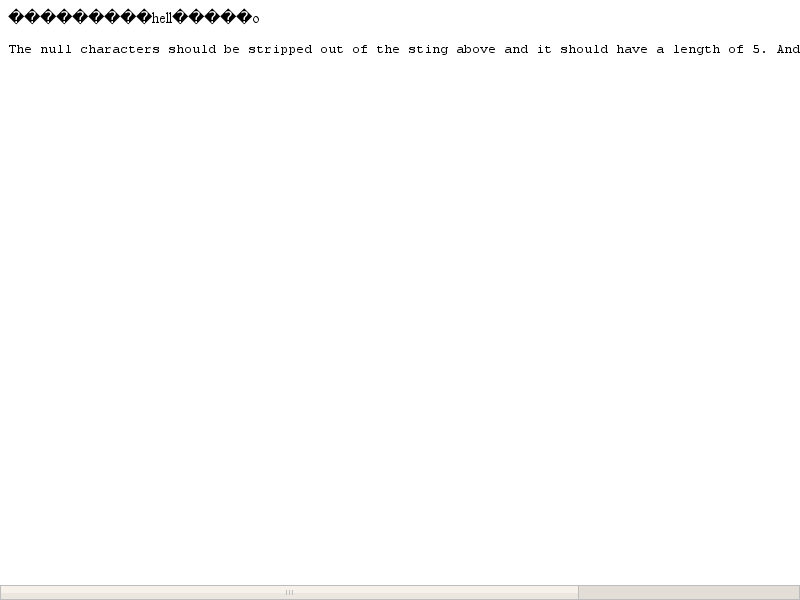 ���������hell�����o
The null characters should be stripped out of the sting above and it should have a length of 5. And